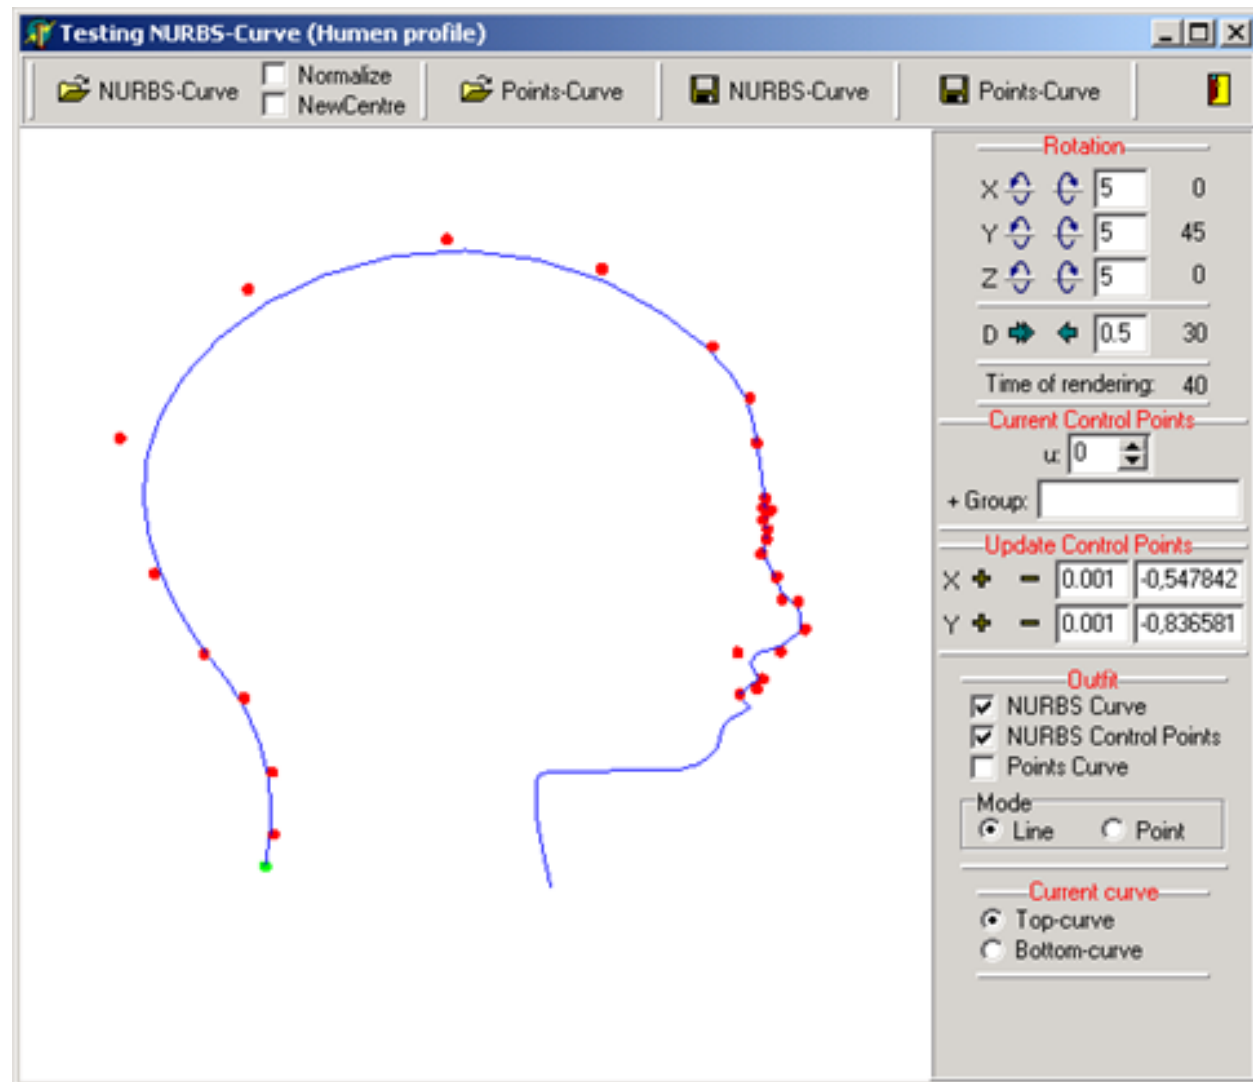 Testing NURBS-Curve (Humen profile)
NURBS-Curve
Normalize
NewCentre
Points-Curve
NURBS-Curve
Points-Curve
Rotation
X 5 0
Y 5 45
Z 5 0
D 0.5 30
Time of rendering: 40
Current Control Points
u: 0
+ Group:
Update Control Points
X 0.001 -0,547842
Y 0.001 -0,836581
Outfit
NURBS Curve
NURBS Control Points
Points Curve
Mode
Line Point
Current curve
Top-curve
Bottom-curve